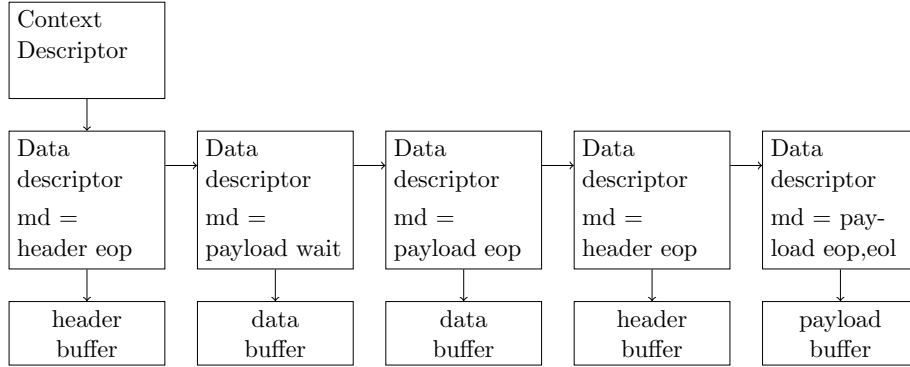 Context
Descriptor
Data
descriptor
md =
header eop
Data
descriptor
md =
payload wait
Data
descriptor
md =
payload eop
Data
descriptor
md =
header eop
Data
descriptor
md = pay-
load eop,eol
header
buffer
data
buffer
data
buffer
header
buffer
payload
buffer